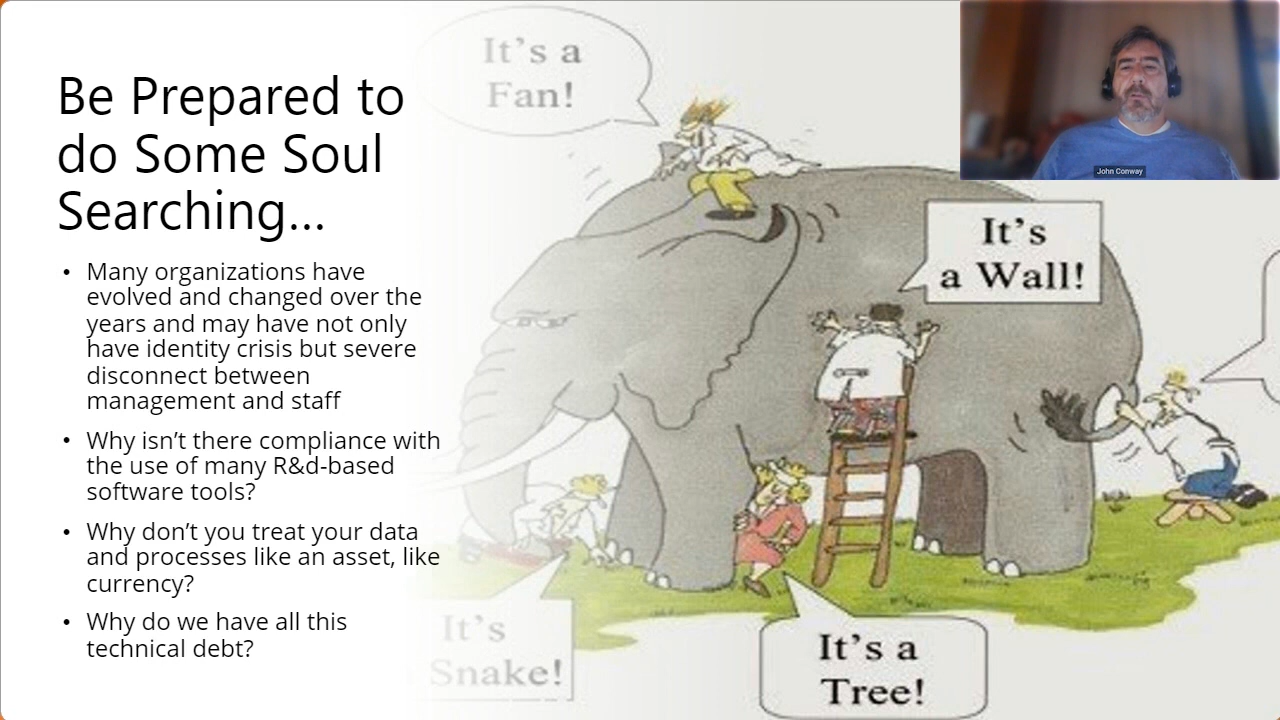 Be Prepared to
do Some Soul
Searching...
• Many organizations have
evolved and changed over the
years and may have not only
have identity crisis but severe
disconnect between
management and staff
• Why isn't there compliance with
the use of many R&d-based
software tools?
• Why don't you treat your data
and processes like an asset, like
currency?
• Why do we have all this
technical debt?
It's a
Fan!
It's
a Wall!
It's
Snake!
It's a
Tree!
John Conway